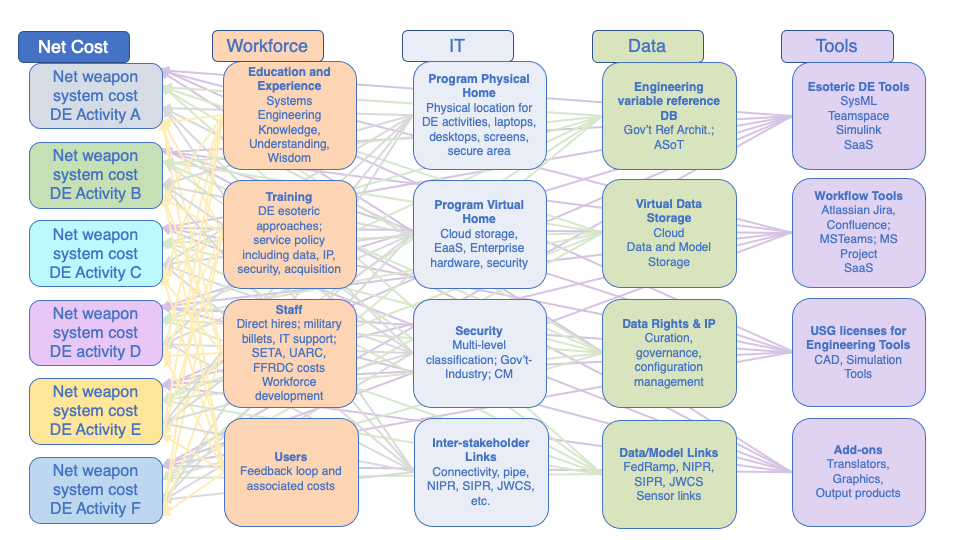 Net Cost
Net weapon
system cost
DE Activity A
Net weapon
system cost
DE Activity B
Net weapon
system cost
DE Activity C
Net weapon
system cost
DE activity D
Net weapon
system cost
DE Activity E
Net weapon
system cost
DE Activity F
Workforce
Education and
Experience
Systems
Engineering
Knowledge,
Understanding,
Wisdom
Training
DE esoteric
approaches;
service policy
including data, IP,
security, acquisition
Staff
Direct hires; military
billets, IT support;
SETA, UARC,
FFRDC costs
Workforce
development
Users
Feedback loop and
associated costs
IT
Program Physical
Home
Physical location for
DE activities, laptops,
desktops, screens,
secure area
Program Virtual
Home
Cloud storage,
EaaS, Enterprise
hardware, security
Security
Multi-level
classification; Gov't-
Industry; CM
Inter-stakeholder
Links
Connectivity, pipe,
NIPR, SIPR, JWCS,
etc.
Data
Engineering
variable reference
DB
Gov't Ref Archit.;
ASoT
Virtual Data
Storage
Cloud
Data and Model
Storage
Data Rights & IP
Curation,
governance,
configuration
management
Data/Model Links
FedRamp, NIPR,
SIPR, JWCS
Sensor links
Tools
Esoteric DE Tools
SysML
Teamspace
Simulink
SaaS
Workflow Tools
Atlassian Jira,
Confluence;
MSTeams; MS
Project
SaaS
USG licenses for
Engineering Tools
CAD, Simulation
Tools
Add-ons
Translators,
Graphics,
Output products